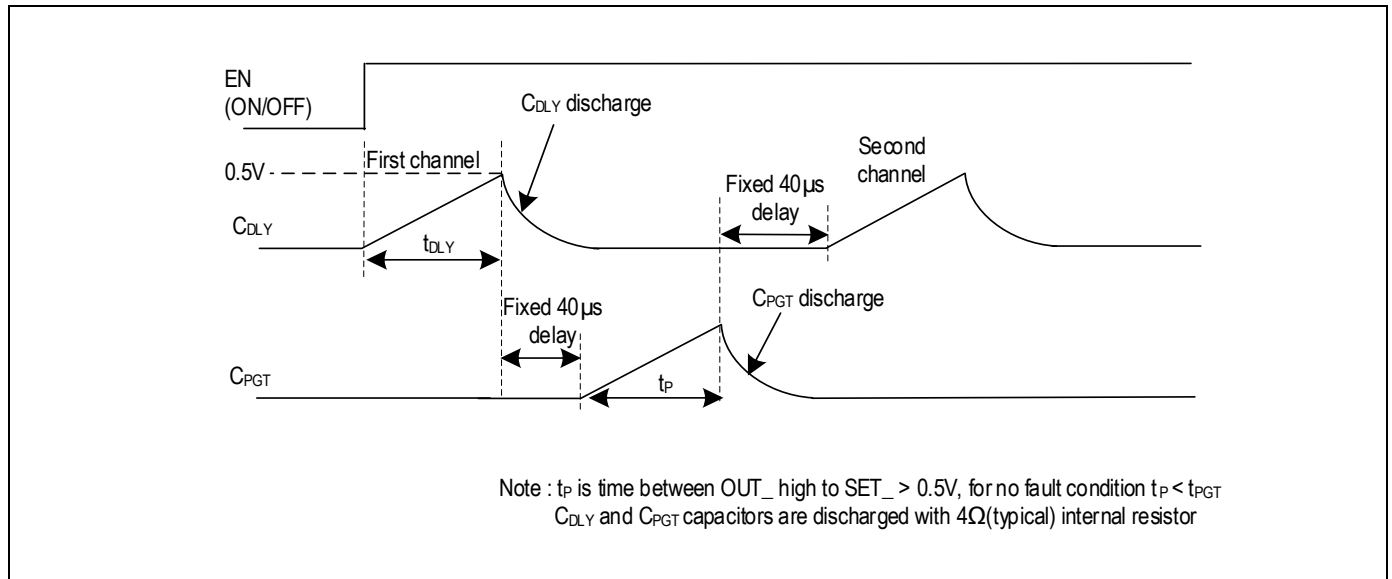 EN
(ON/OFF)
CDLY discharge
0.5V
First channel
Second
channel
Fixed 40µs
delay
CDLY
tDLY
Fixed 40µs
delay
CPGT discharge
CPGT
tP
Note : tP is time between OUT_ high to SET_ > 0.5V, for no fault condition tP < tPGT
CDLY and CPGT capacitors are discharged with 4Ω(typical) internal resistor